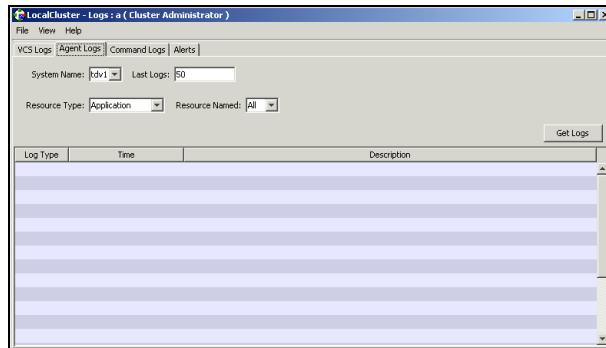 LocalCluster - Logs : a ( Cluster Administrator )
File View Help
VCS Logs Agent Logs Command Logs Alerts
System Name: tdv1 Last Logs: 50
Resource Type: Application Resource Named: All
Get Logs
Log Type Time Description